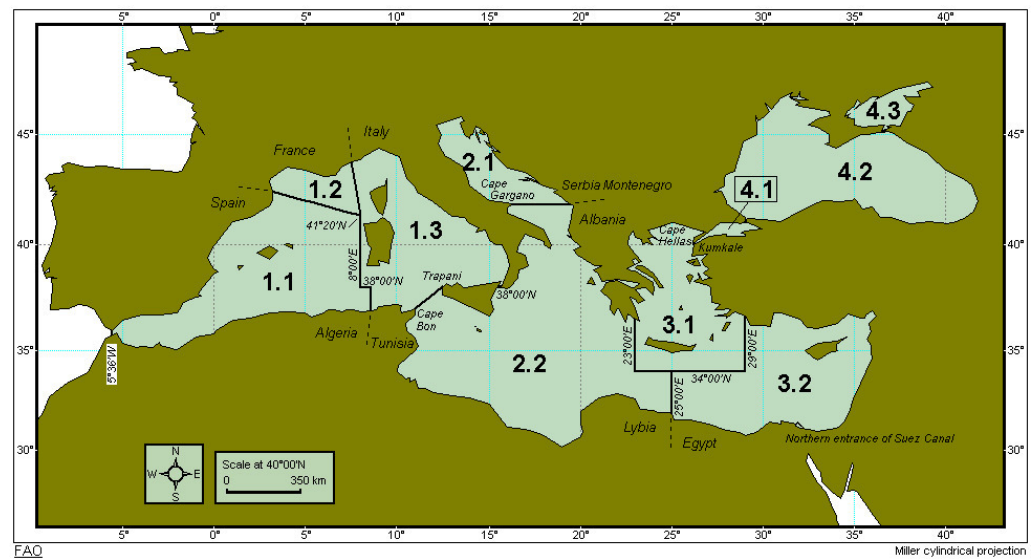 5° 0° 5° 10° 15° 20° 25° 30° 35° 40°
45° 45°
40° 40°
35° 35°
30° 30°
4.3
Italy
2.1
4.2
France
4.1
Cape
Gargano
Serbia Montenegro
1.2
Spain
Albania
41°20'N
1.3
Cape
Hellas
Kumkale
8°00'E
38°00'N
Trapani
38°00'N
1.1
Cape
Bon
Algeria
Tunisia
3.1
5°36'W
23°00'E
29°00'E
2.2
34°00'N
3.2
25°00'E
Lybia
Egypt
Northern entrance of Suez Canal
N
W E
S
Scale at 40°00'N
0 350 km
5° 0° 5° 10° 15° 20° 25° 30° 35° 40°
FAO
Miller cylindrical projection